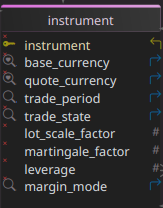 instrument
instrument
base_currency
quote_currency
trade_period
trade_state
lot_scale_factor #
martingale_factor #
leverage #
margin_mode